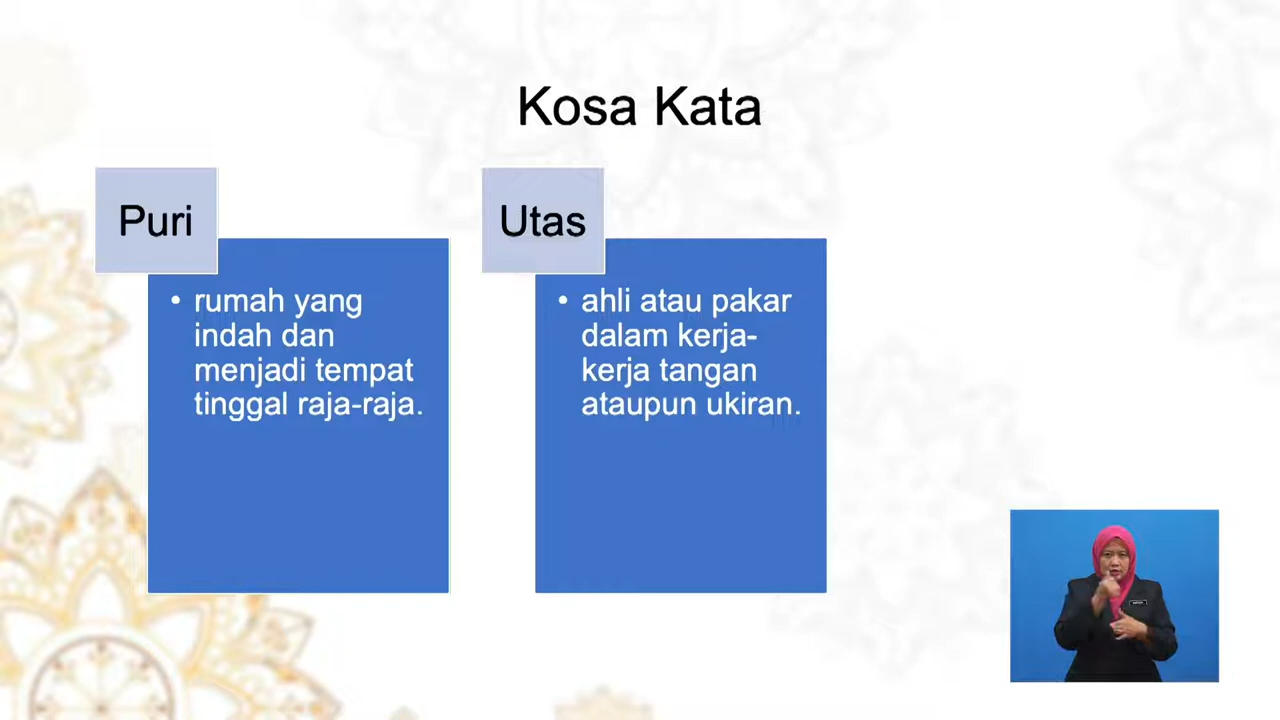 Kosa Kata
Puri
• rumah yang
indah dan
menjadi tempat
tinggal raja-raja.
Utas
• ahli atau pakar
dalam kerja-
kerja tangan
ataupun ukiran.